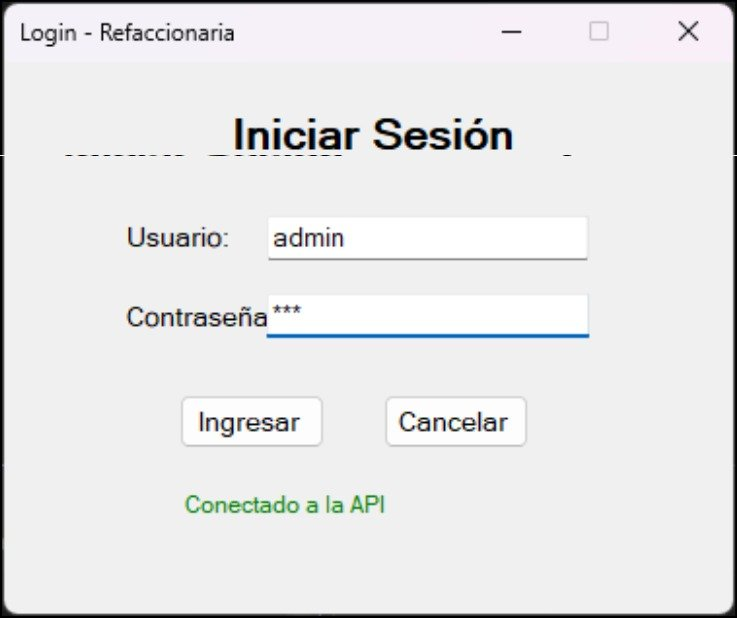 Login - Refaccionaria
Iniciar Sesión
Usuario: admin
Contraseña ***
Ingresar Cancelar
Conectado a la API